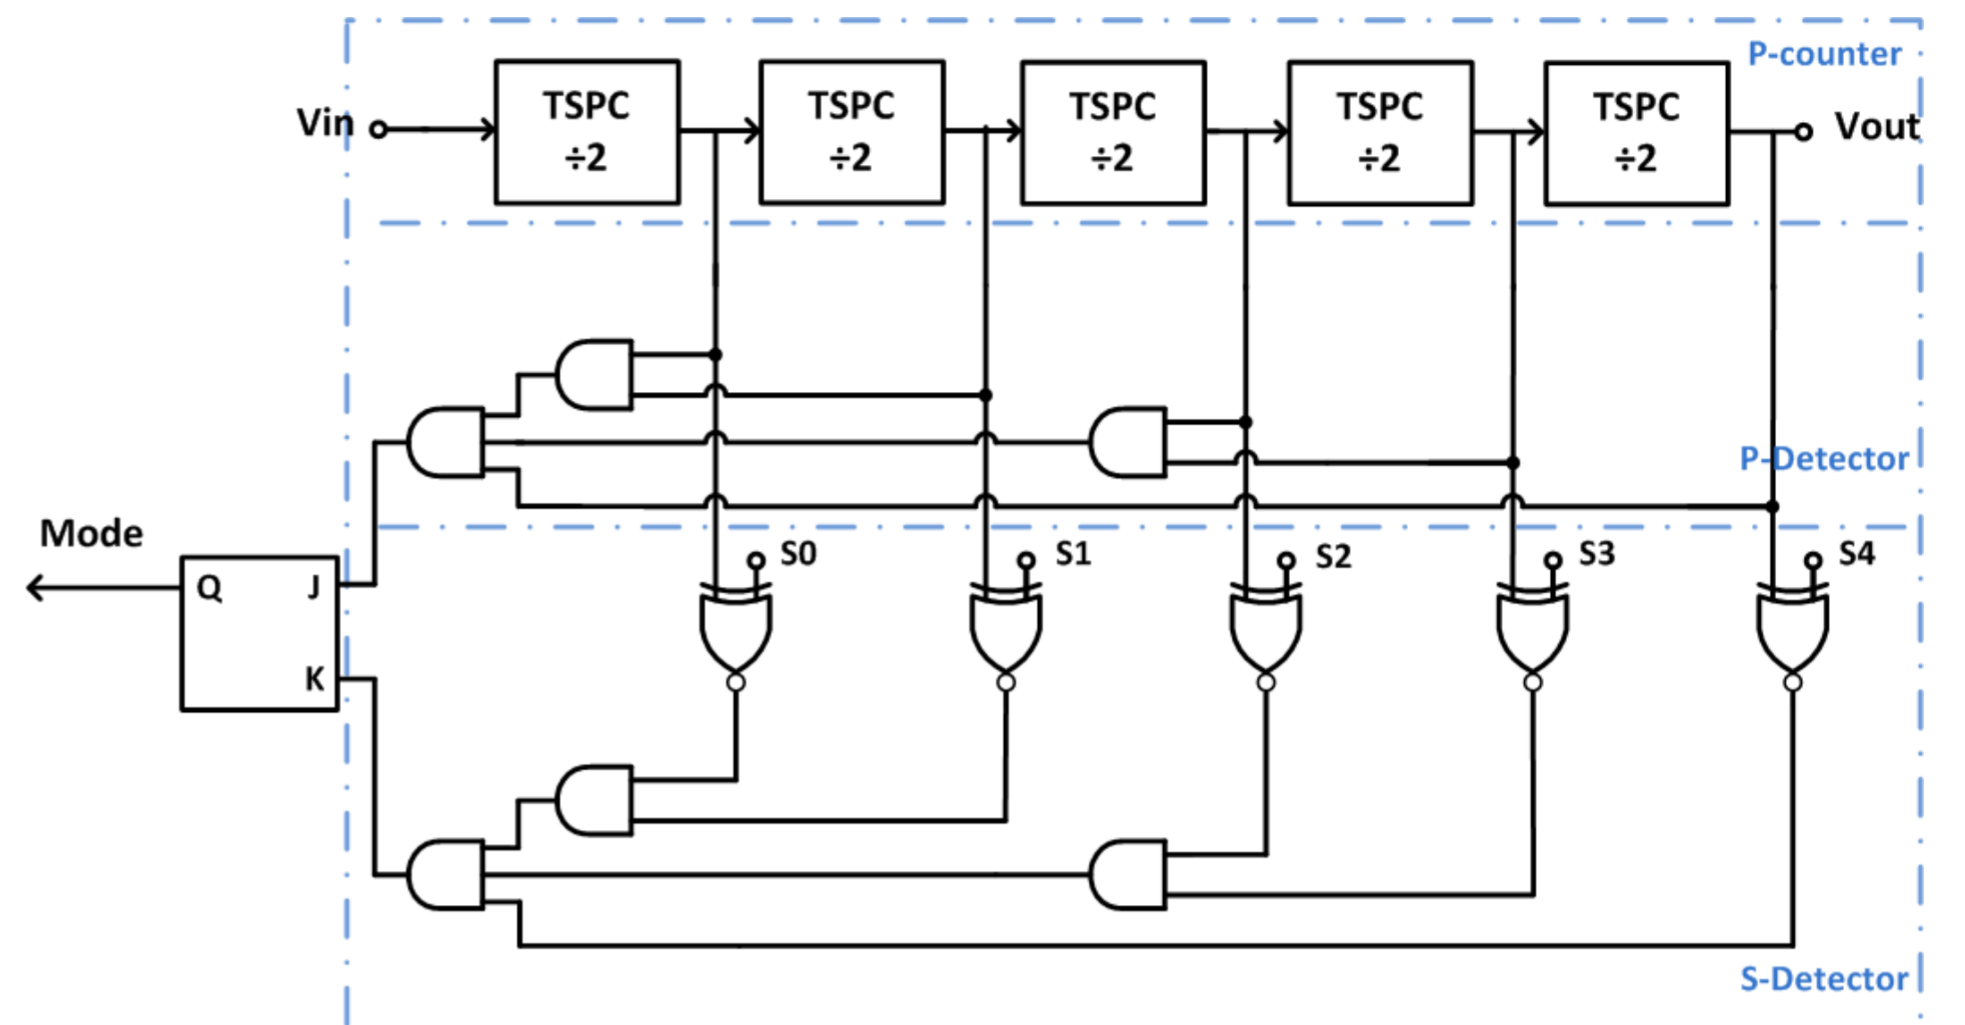 P-counter
Vin
TSPC
÷2
TSPC
÷2
TSPC
÷2
TSPC
÷2
TSPC
÷2
Vout
P-Detector
Mode
Q
J
K
S0
S1
S2
S3
S4
S-Detector